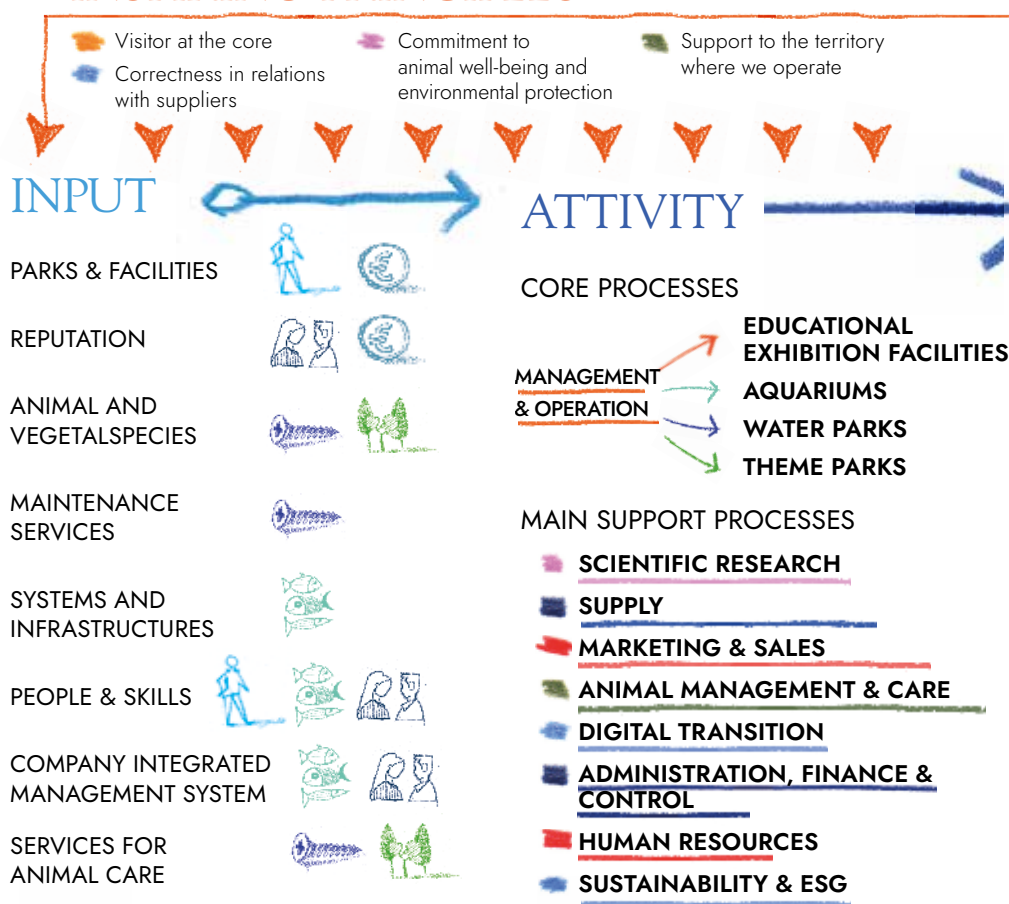 Visitor at the core
Correctness in relations
with suppliers
Commitment to
animal well-being and
environmental protection
Support to the territory
where we operate
INPUT
PARKS & FACILITIES
REPUTATION
ANIMAL AND
VEGETALSPECIES
MAINTENANCE
SERVICES
SYSTEMS AND
INFRASTRUCTURES
PEOPLE & SKILLS
COMPANY INTEGRATED
MANAGEMENT SYSTEM
SERVICES FOR
ANIMAL CARE
ATTIVITY
CORE PROCESSES
MANAGEMENT
& OPERATION
EDUCATIONAL
EXHIBITION FACILITIES
AQUARIUMS
WATER PARKS
THEME PARKS
MAIN SUPPORT PROCESSES
SCIENTIFIC RESEARCH
SUPPLY
MARKETING & SALES
ANIMAL MANAGEMENT & CARE
DIGITAL TRANSITION
ADMINISTRATION, FINANCE &
CONTROL
HUMAN RESOURCES
SUSTAINABILITY & ESG